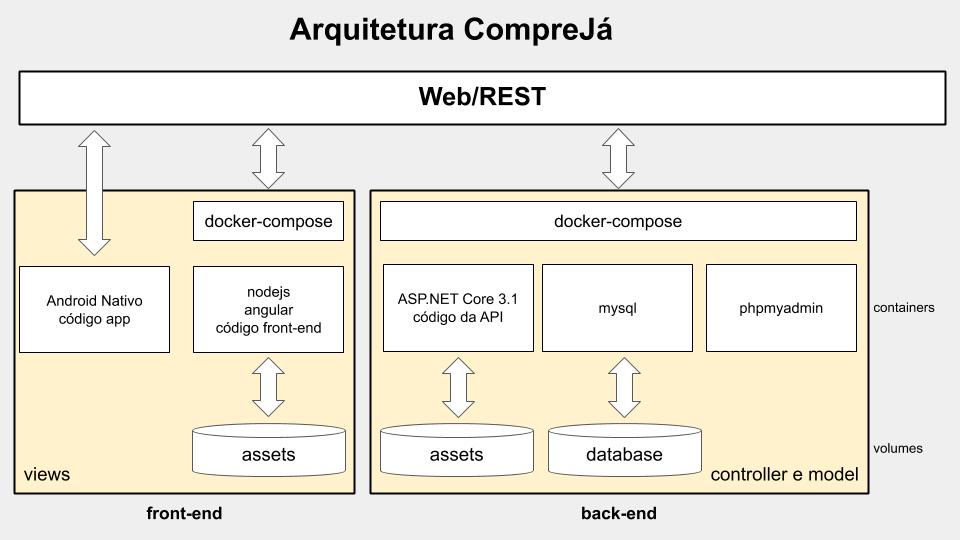 Arquitetura CompreJá
Web/REST
docker-compose
docker-compose
Android Nativo
código app
nodejs
angular
código front-end
ASP.NET Core 3.1
código da API
mysql
phpmyadmin
containers
assets
assets
database
volumes
views
controller e model
front-end
back-end